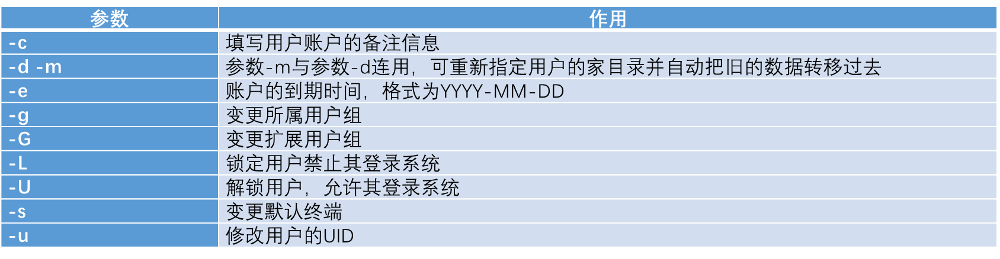 参数 作用
-c 填写用户账户的备注信息
-d -m 参数-m与参数-d连用，可重新指定用户的家目录并自动把旧的数据转移过去
-e 账户的到期时间，格式为YYYY-MM-DD
-g 变更所属用户组
-G 变更扩展用户组
-L 锁定用户禁止其登录系统
-U 解锁用户，允许其登录系统
-s 变更默认终端
-u 修改用户的UID